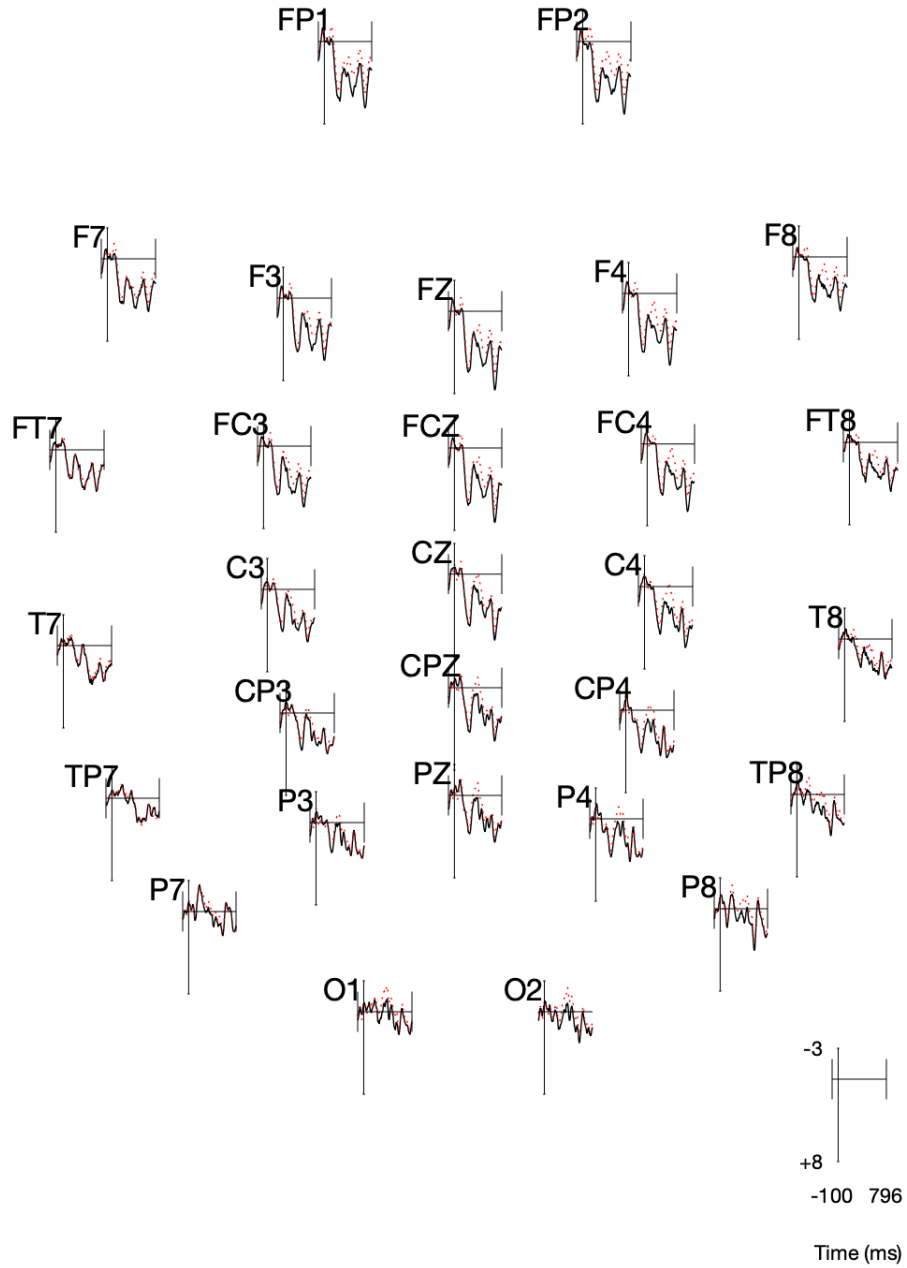 FP1 FP2
F7 F3 FZ F4 F8
FT7 FC3 FCZ FC4 FT8
T7 C3 CZ C4 T8
CP3 CPZ CP4
TP7 P3 PZ P4 TP8
P7 P8
O1 O2
-3
+8
-100 796
Time (ms)